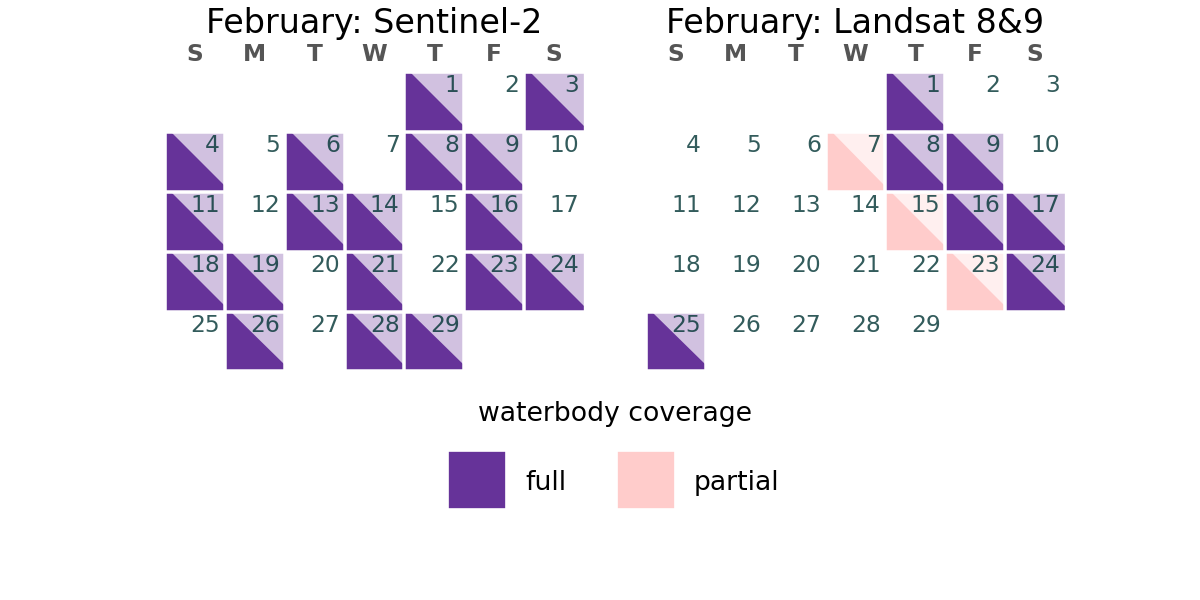 February: Sentinel-2
S M T W T F S
1 2 3
4 5 6 7 8 9 10
11 12 13 14 15 16 17
18 19 20 21 22 23 24
25 26 27 28 29
February: Landsat 8&9
S M T W T F S
1 2 3
4 5 6 7 8 9 10
11 12 13 14 15 16 17
18 19 20 21 22 23 24
25 26 27 28 29
waterbody coverage
full partial